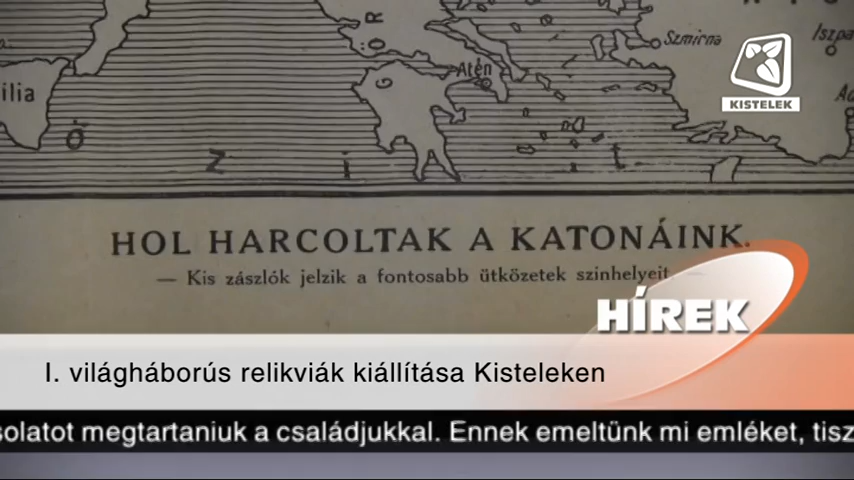 Szmirna
Iszpa
Atén
ilia
G
Ö
R
Ö
Z
i
t
KISTELEK
HOL HARCOLTAK A KATONÁINK.
— Kis zászlók jelzik a fontosabb ütközetek szinhelyeit. —
HÍREK
I. világháborús relikviák kiállítása Kisteleken
solatot megtartaniuk a családjukkal. Ennek emeltünk mi emléket, tisz